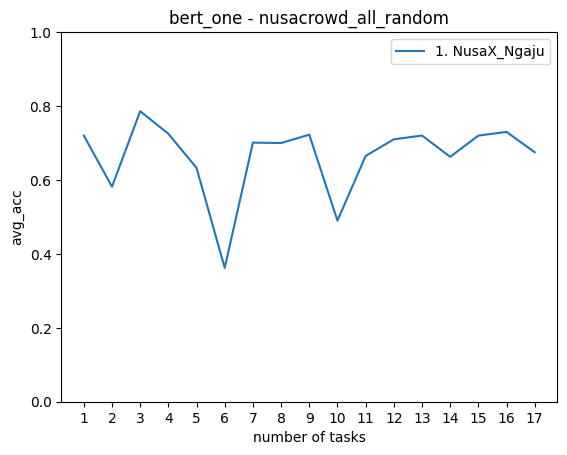 bert_one - nusacrowd_all_random
1. NusaX_Ngaju
avg_acc
1.0
0.8
0.6
0.4
0.2
0.0
1 2 3 4 5 6 7 8 9 10 11 12 13 14 15 16 17
number of tasks